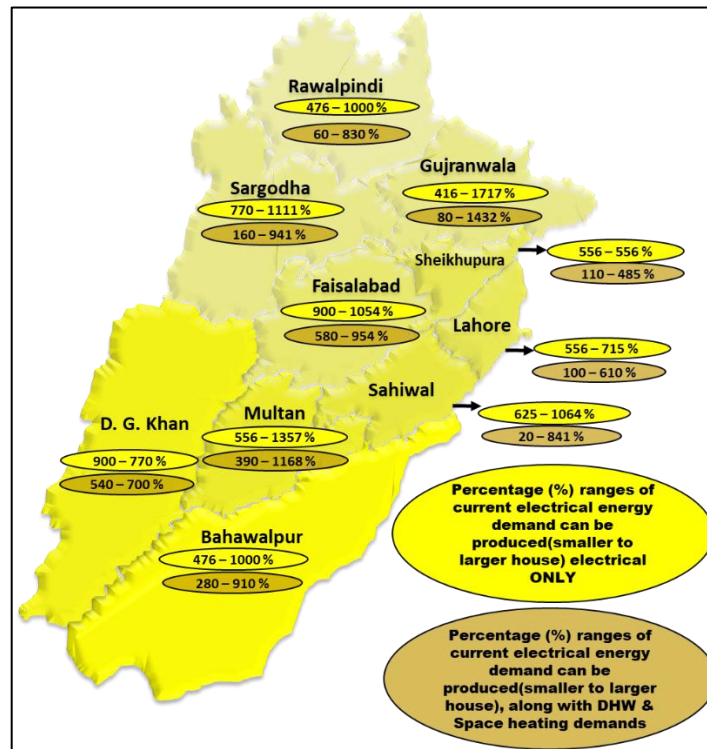 Rawalpindi
476 – 1000 %
60 – 830 %
Gujranwala
416 – 1717 %
80 – 1432 %
Sargodha
770 – 1111 %
160 – 941 %
Sheikhupura
556 – 556 %
110 – 485 %
Faisalabad
900 – 1054 %
580 – 954 %
Lahore
556 – 715 %
100 – 610 %
Sahiwal
625 – 1064 %
20 – 841 %
Multan
556 – 1357 %
390 – 1168 %
D. G. Khan
900 – 770 %
540 – 700 %
Bahawalpur
476 – 1000 %
280 – 910 %
Percentage (%) ranges of
current electrical energy
demand can be
produced(smaller to
larger house) electrical
ONLY
Percentage (%) ranges of
current electrical energy
demand can be
produced(smaller to larger
house), along with DHW &
Space heating demands